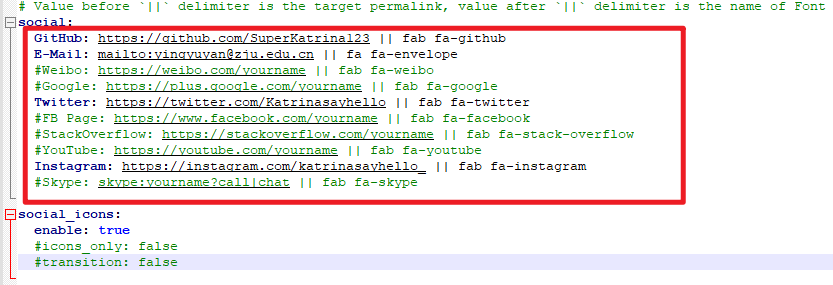 # Value before `||` delimiter is the target permalink, value after `||` delimiter is the name of Font
social:
GitHub: https://github.com/SuperKatrina123 || fab fa-github
E-Mail: mailto:yingyuyan@zju.edu.cn || fa fa-envelope
#Weibo: https://weibo.com/yourname || fab fa-weibo
#Google: https://plus.google.com/yourname || fab fa-google
Twitter: https://twitter.com/Katrinasayhello || fab fa-twitter
#FB Page: https://www.facebook.com/yourname || fab fa-facebook
#StackOverflow: https://stackoverflow.com/yourname || fab fa-stack-overflow
#YouTube: https://youtube.com/yourname || fab fa-youtube
Instagram: https://instagram.com/katrinasayhello_ || fab fa-instagram
#Skype: skype:yourname?call|chat || fab fa-skype
social_icons:
enable: true
#icons_only: false
#transition: false